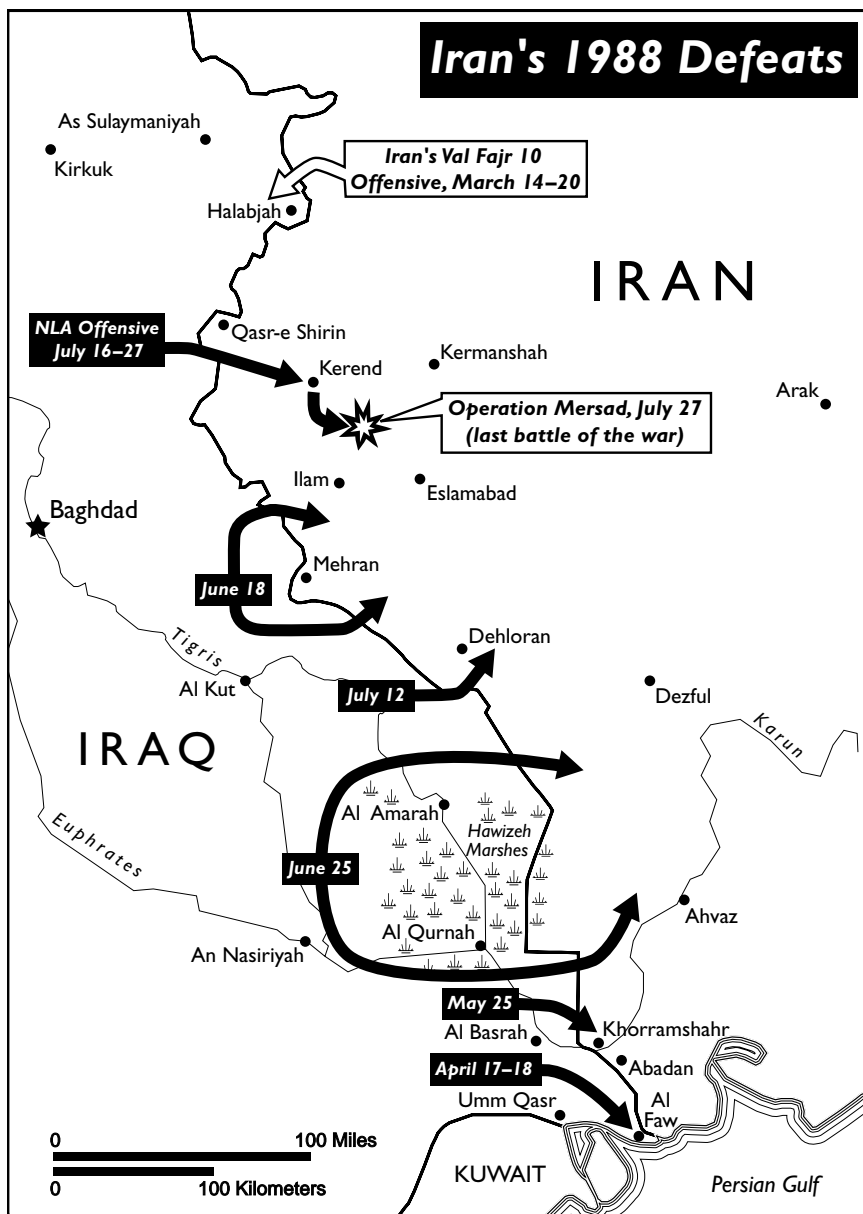 Iran's 1988 Defeats
As Sulaymaniyah
Kirkuk
Iran's Val Fajr 10
Offensive, March 14–20
Halabjah
IRAN
NLA Offensive
July 16–27
Qasr-e Shirin
Kermanshah
Kerend
Arak
Operation Mersad, July 27
(last battle of the war)
Ilam
Eslamabad
Baghdad
Mehran
June 18
Tigris
Dehloran
Al Kut
July 12
Dezful
Karun
IRAQ
Al Amarah
Euphrates
Hawizeh
Marshes
June 25
Ahvaz
Al Qurnah
An Nasiriyah
May 25
Al Basrah
Khorramshahr
April 17–18
Abadan
Umm Qasr
Al
Faw
0 100 Miles
0 100 Kilometers
KUWAIT
Persian Gulf